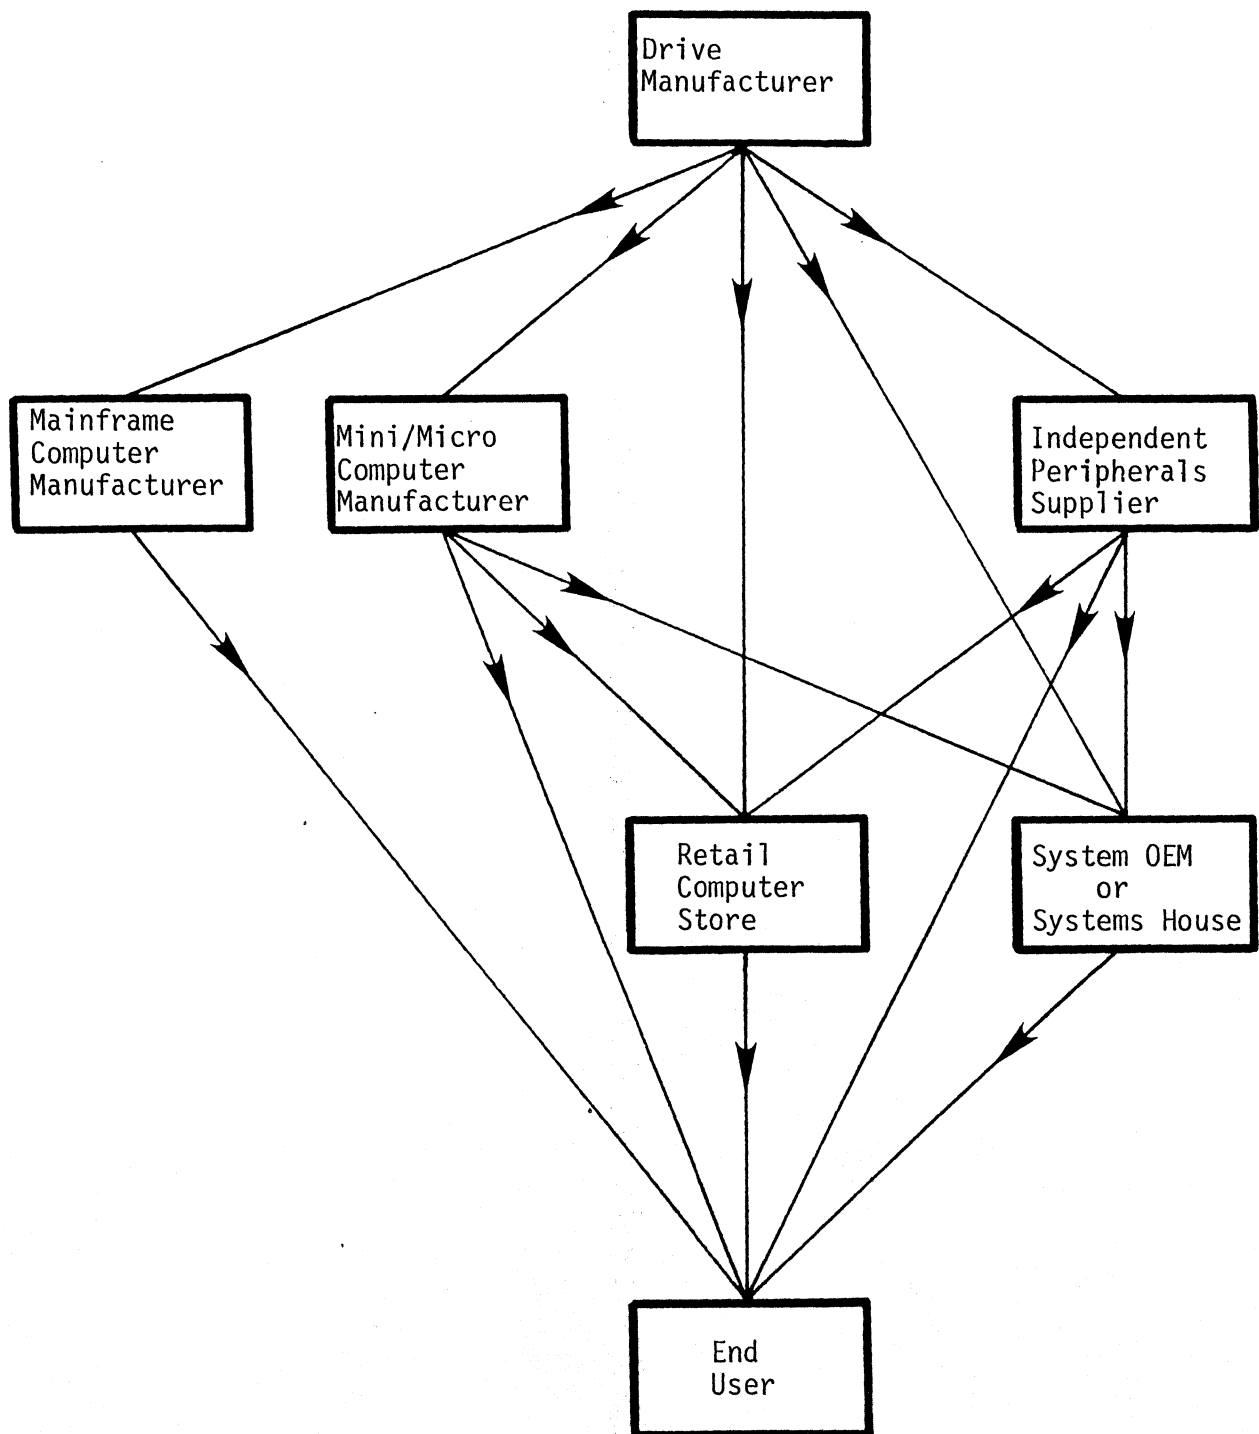 Drive
Manufacturer
Mainframe
Computer
Manufacturer
Mini/Micro
Computer
Manufacturer
Independent
Peripherals
Supplier
Retail
Computer
Store
System OEM
or
Systems House
End
User